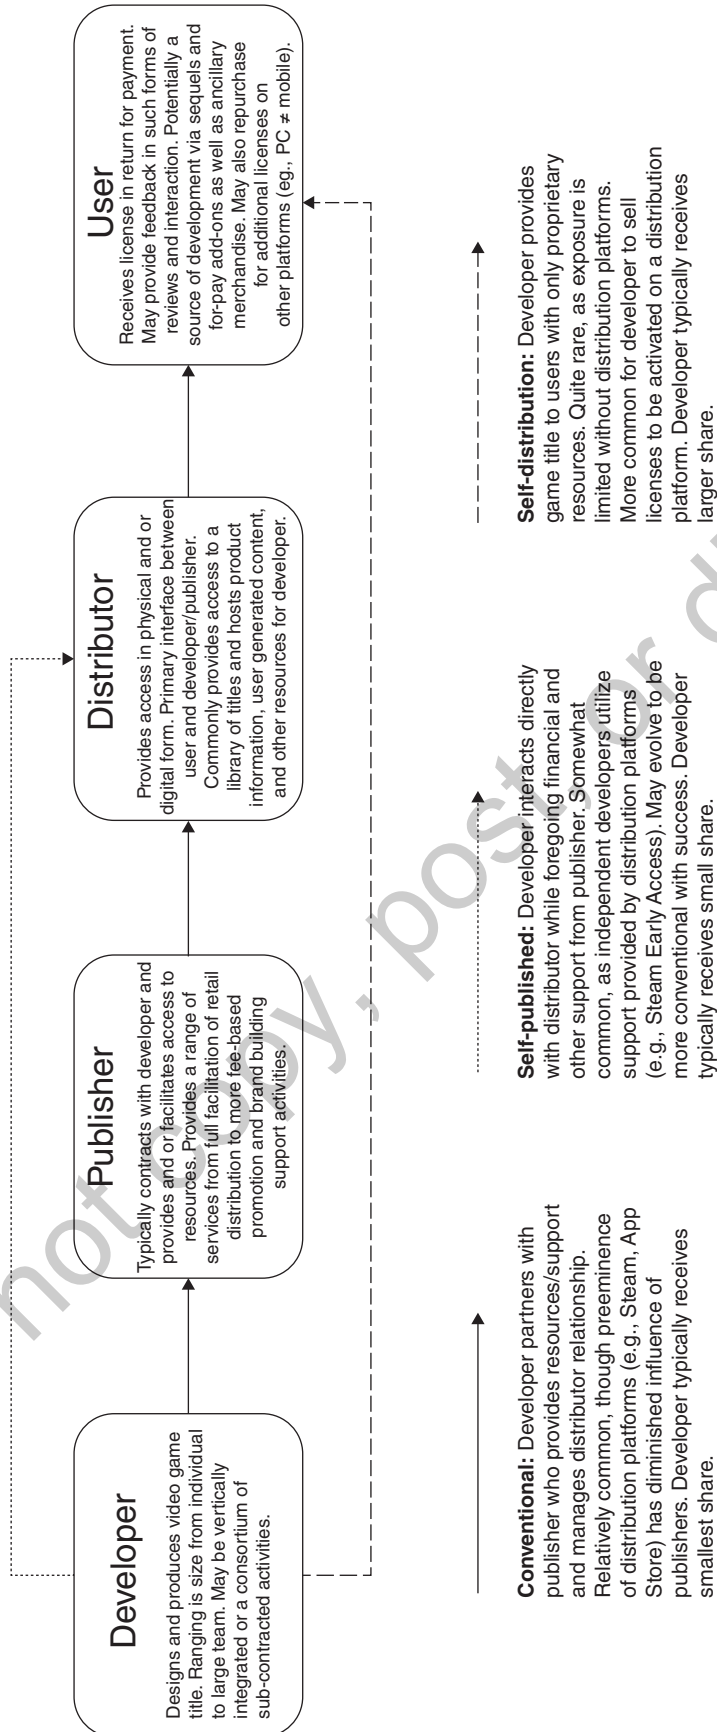 Developer
Designs and produces video game
title. Ranging is size from individual
to large team. May be vertically
integrated or a consortium of
sub-contracted activities.
Publisher
Typically contracts with developer and
provides and or facilitates access to
resources. Provides a range of
services from full facilitation of retail
distribution to more fee-based
promotion and brand building
support activities.
Distributor
Provides access in physical and or
digital form. Primary interface between
user and developer/publisher.
Commonly provides access to a
library of titles and hosts product
information, user generated content,
and other resources for developer.
User
Receives license in return for payment.
May provide feedback in such forms of
reviews and interaction. Potentially a
source of development via sequels and
for-pay add-ons as well as ancillary
merchandise. May also repurchase
for additional licenses on
other platforms (eg., PC ≠ mobile).
Conventional: Developer partners with
publisher who provides resources/support
and manages distributor relationship.
Relatively common, though preeminence
of distribution platforms (e.g., Steam, App
Store) has diminished influence of
publishers. Developer typically receives
smallest share.
Self-published: Developer interacts directly
with distributor while foregoing financial and
other support from publisher. Somewhat
common, as independent developers utilize
support provided by distribution platforms
(e.g., Steam Early Access). May evolve to be
more conventional with success. Developer
typically receives small share.
Self-distribution: Developer provides
game title to users with only proprietary
resources. Quite rare, as exposure is
limited without distribution platforms.
More common for developer to sell
licenses to be activated on a distribution
platform. Developer typically receives
larger share.
not copy, post, or d